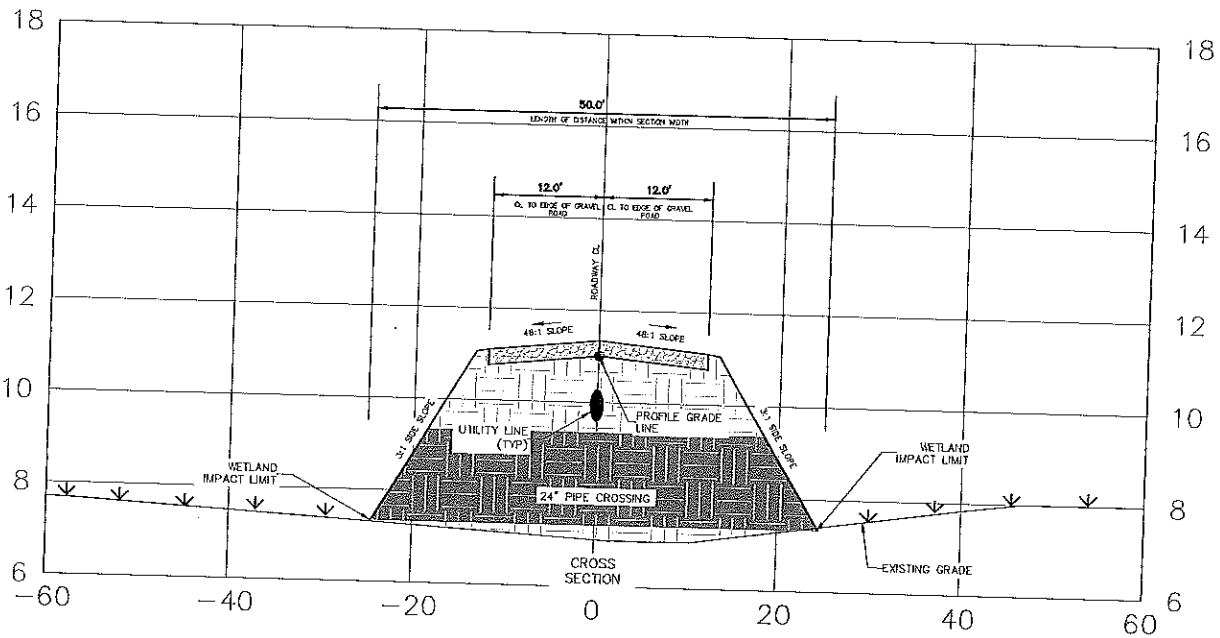 18
18
16
16
14
14
12
12
10
10
8
8
6
6
50.0'
LENGTH OF DISTANCE WITHIN SECTION WIDTH
12.0'
12.0'
CL TO EDGE OF GRAVEL
ROAD
CL TO EDGE OF GRAVEL
ROAD
ROADWAY CL
48:1 SLOPE
48:1 SLOPE
3:1 SIDE SLOPE
3:1 SIDE SLOPE
UTILITY LINE
(TYP)
PROFILE GRADE
LINE
WETLAND
IMPACT LIMIT
WETLAND
IMPACT LIMIT
24" PIPE CROSSING
EXISTING GRADE
CROSS
SECTION
-60
-40
-20
0
20
40
60